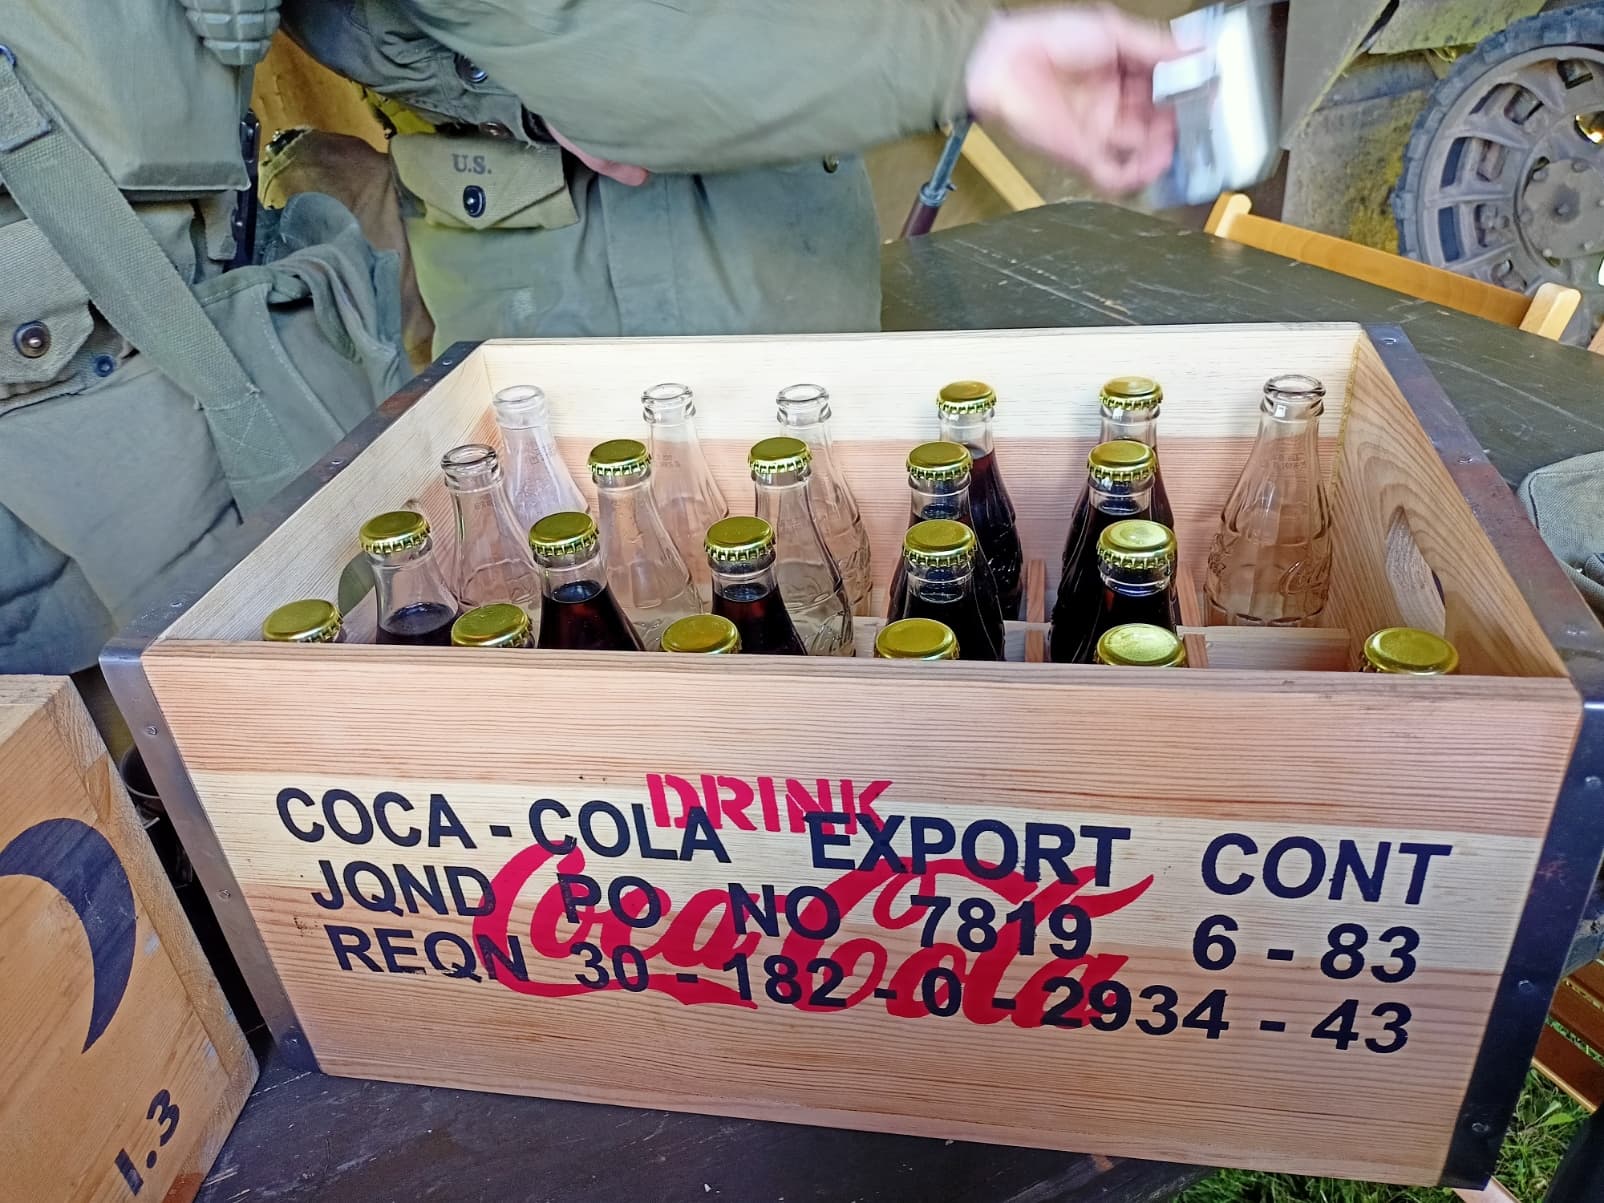 U.S.
DRINK
COCA-COLA EXPORT CONT
Coca-Cola
JQND PO NO 7819 6-83
REQN 30-182-0-2934-43
1.3